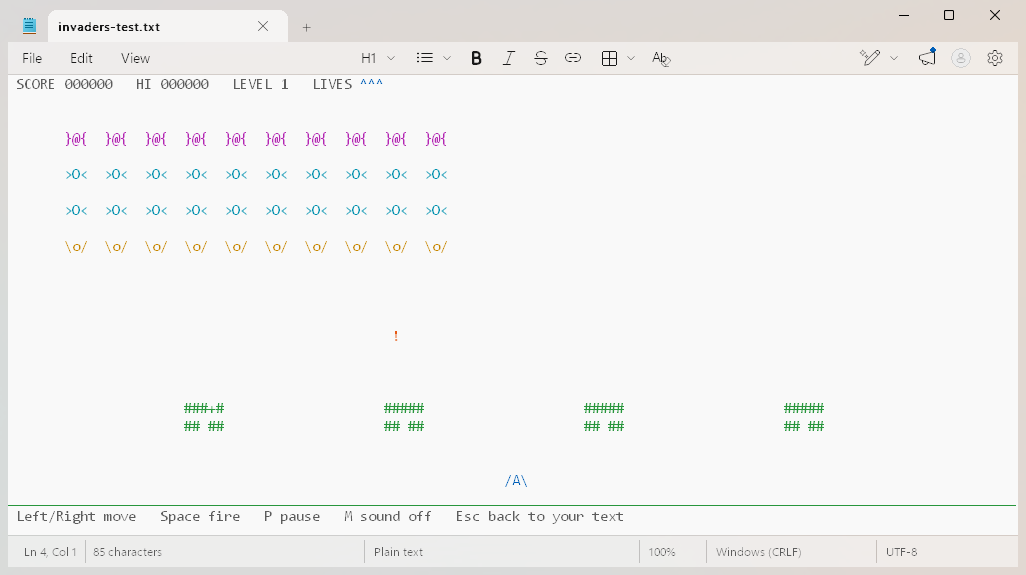 invaders-test.txt
File Edit View H1 B I S Ab
SCORE 000000 HI 000000 LEVEL 1 LIVES ^^^
}@{ }@{ }@{ }@{ }@{ }@{ }@{ }@{ }@{ }@{
>O< >O< >O< >O< >O< >O< >O< >O< >O< >O<
>O< >O< >O< >O< >O< >O< >O< >O< >O< >O<
\o/ \o/ \o/ \o/ \o/ \o/ \o/ \o/ \o/ \o/
!
###+# ##### ##### #####
## ## ## ## ## ## ## ##
/A\
Left/Right move Space fire P pause M sound off Esc back to your text
Ln 4, Col 1 85 characters Plain text 100% Windows (CRLF) UTF-8